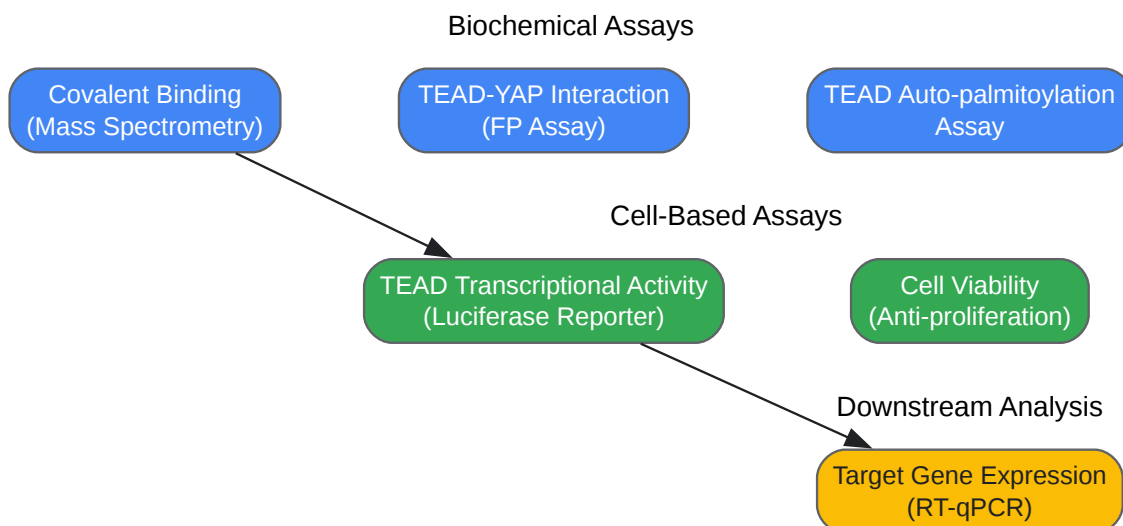 Biochemical Assays
Covalent Binding
(Mass Spectrometry)
TEAD-YAP Interaction
(FP Assay)
TEAD Auto-palmitoylation
Assay
Cell-Based Assays
TEAD Transcriptional Activity
(Luciferase Reporter)
Cell Viability
(Anti-proliferation)
Downstream Analysis
Target Gene Expression
(RT-qPCR)